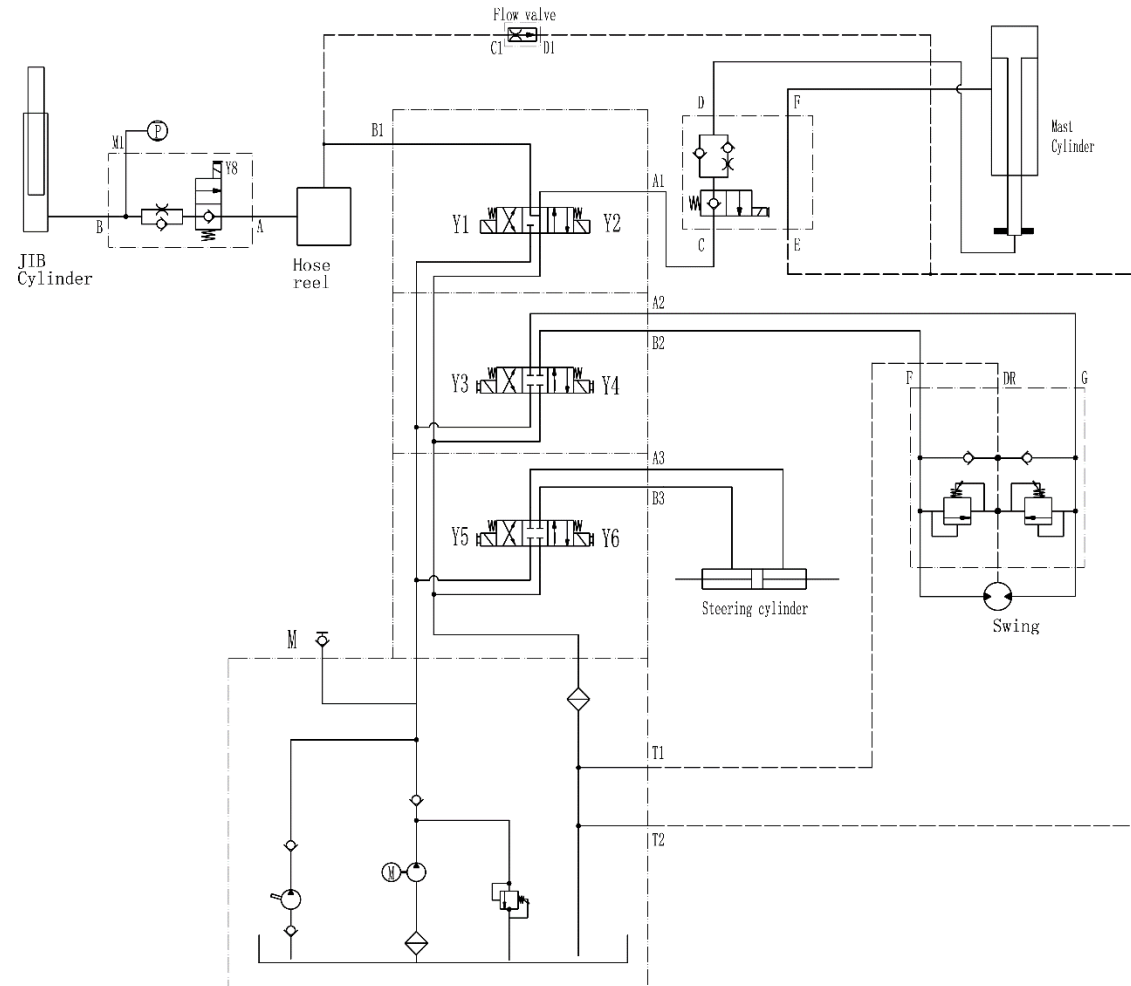 Flow valve
C1 D1
B1
M1
P
Y8
B
A
JIB
Cylinder
Hose
reel
Y1
Y2
A1
D
F
C
E
Mast
Cylinder
A2
B2
Y3
Y4
F
DR
G
A3
B3
Y5
Y6
Steering cylinder
Swing
M
T1
T2
M